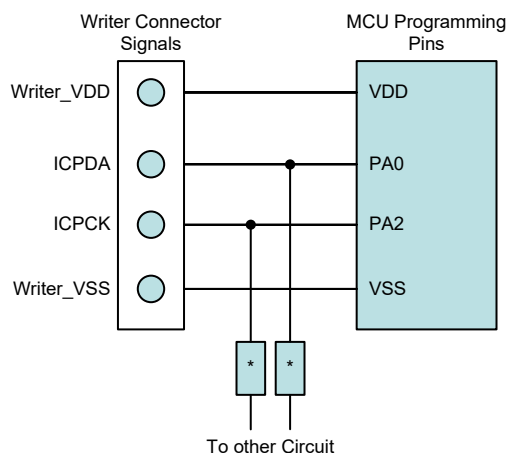 Writer Connector
Signals
MCU Programming
Pins
Writer_VDD
VDD
ICPDA
PA0
ICPCK
PA2
Writer_VSS
VSS
* *
To other Circuit